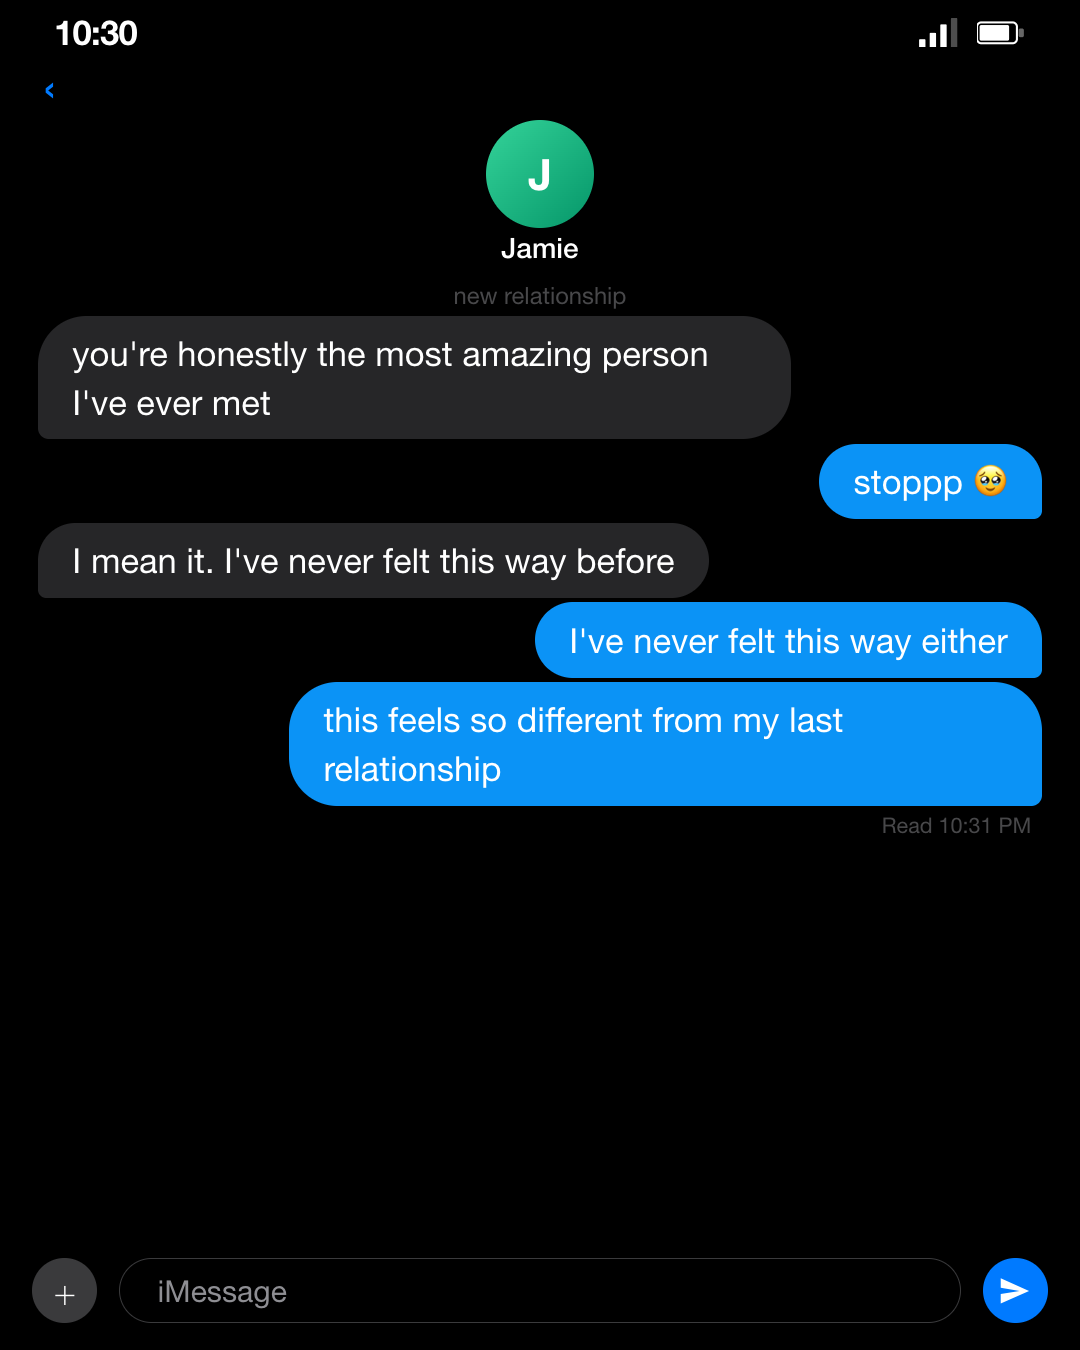 10:30
J
Jamie
new relationship
you're honestly the most amazing person
I've ever met
stoppp 🥹
I mean it. I've never felt this way before
I've never felt this way either
this feels so different from my last
relationship
Read 10:31 PM
iMessage